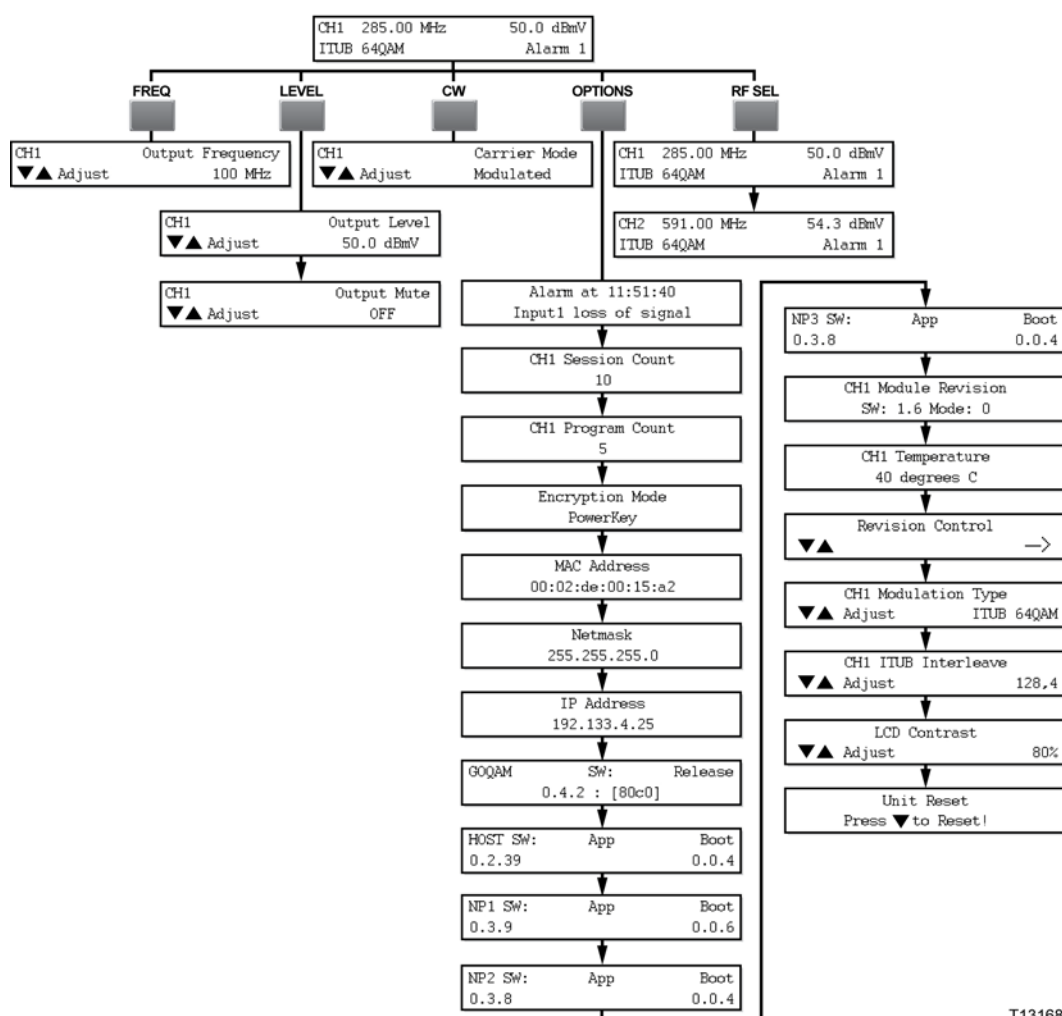 CH1 285.00 MHz 50.0 dBmV
ITUB 64QAM Alarm 1
FREQ LEVEL CW OPTIONS RF SEL
CH1 Output Frequency
▼▲ Adjust 100 MHz
CH1 Carrier Mode
▼▲ Adjust Modulated
CH1 285.00 MHz 50.0 dBmV
ITUB 64QAM Alarm 1
CH2 591.00 MHz 54.3 dBmV
ITUB 64QAM Alarm 1
CH1 Output Level
▼▲ Adjust 50.0 dBmV
CH1 Output Mute
▼▲ Adjust OFF
Alarm at 11:51:40
Input1 loss of signal
CH1 Session Count
10
CH1 Program Count
5
Encryption Mode
PowerKey
MAC Address
00:02:de:00:15:a2
Netmask
255.255.255.0
IP Address
192.133.4.25
GOQAM SW: Release
0.4.2 : [80c0]
HOST SW: App Boot
0.2.39 0.0.4
NP1 SW: App Boot
0.3.9 0.0.6
NP2 SW: App Boot
0.3.8 0.0.4
NP3 SW: App Boot
0.3.8 0.0.4
CH1 Module Revision
SW: 1.6 Mode: 0
CH1 Temperature
40 degrees C
Revision Control
▼▲ —>
CH1 Modulation Type
▼▲ Adjust ITUB 64QAM
CH1 ITUB Interleave
▼▲ Adjust 128,4
LCD Contrast
▼▲ Adjust 80%
Unit Reset
Press ▼ to Reset!
T13168